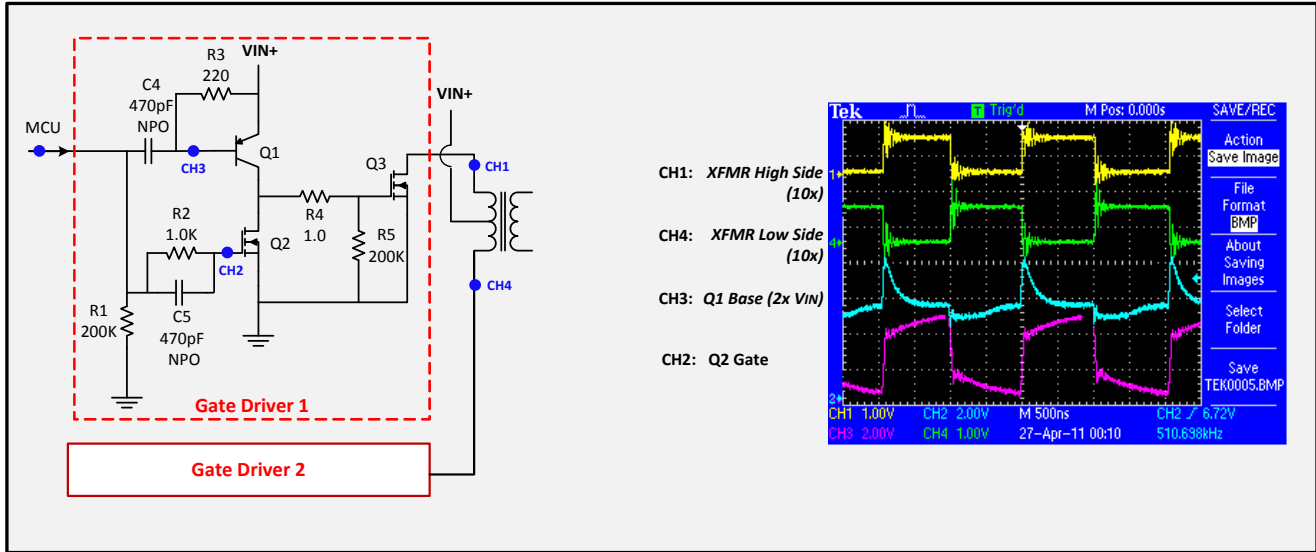 VIN+
R3
220
C4
470pF
NPO
MCU
CH3
Q1
R2
1.0K
CH2
Q2
C5
470pF
NPO
R1
200K
R4
1.0
R5
200K
Q3
VIN+
CH1
CH4
Gate Driver 1
Gate Driver 2
CH1: XFMR High Side
(10x)
CH4: XFMR Low Side
(10x)
CH3: Q1 Base (2x VIN)
CH2: Q2 Gate
Tek T Trig'd M Pos: 0.000s SAVE/REC
Action
Save Image
File
Format
BMP
About
Saving
Images
Select
Folder
Save
TEK0005.BMP
1
4
2
CH1 1.00V CH2 2.00V M 500ns CH2 6.72V
CH3 2.00V CH4 1.00V 27-Apr-11 00:10 510.698kHz